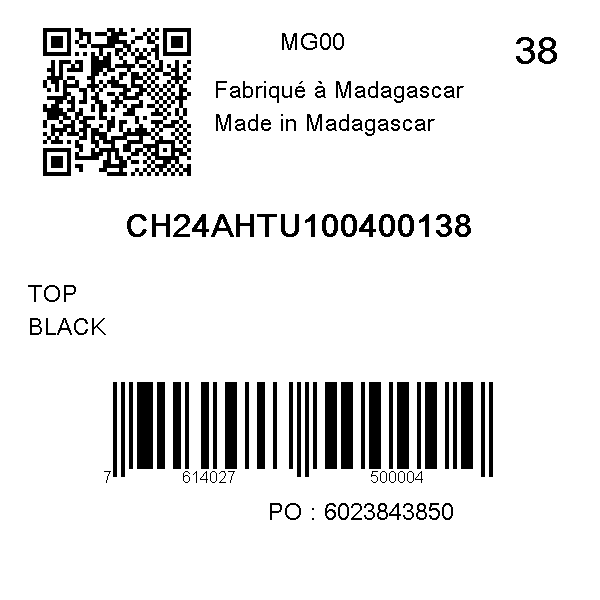 MG00
38
Fabriqué à Madagascar
Made in Madagascar
CH24AHTU100400138
TOP
BLACK
7 614027 500004
PO : 6023843850